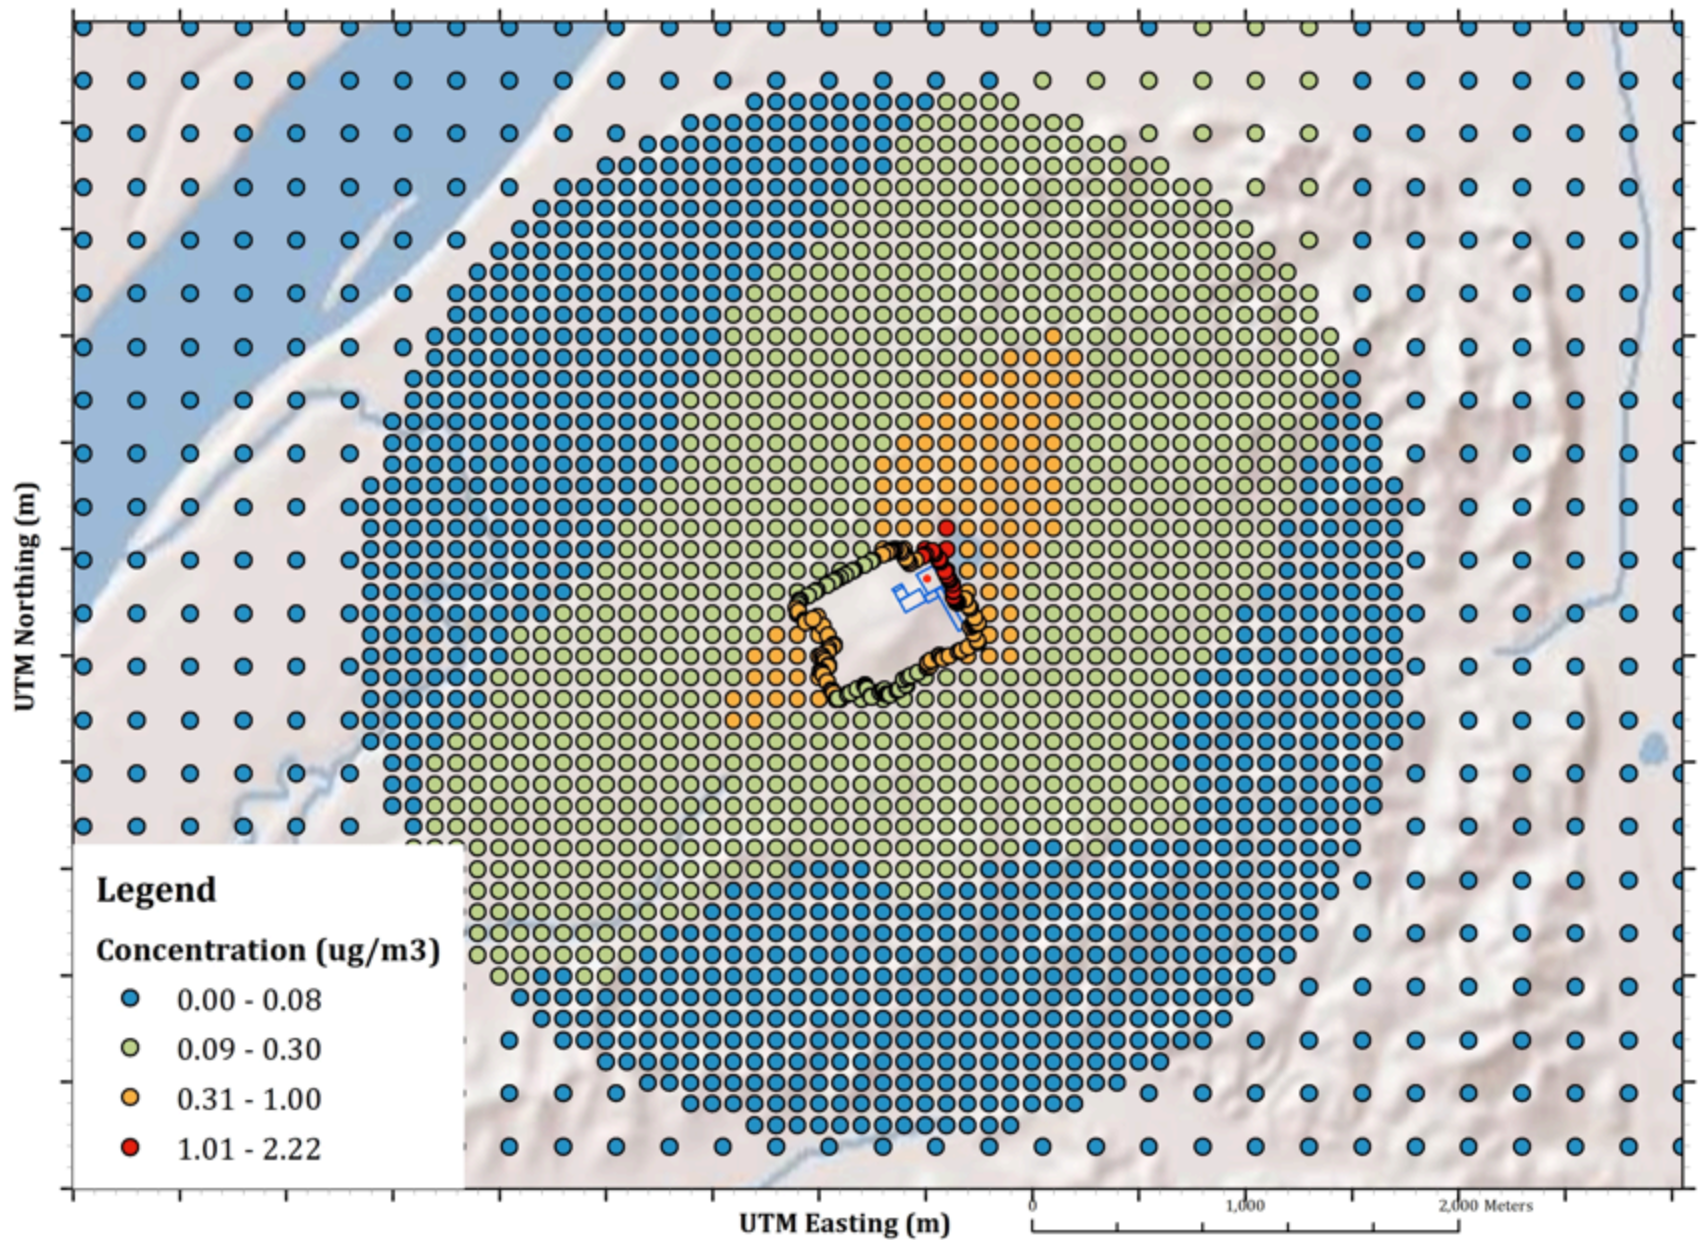 UTM Northing (m)
Legend
Concentration (ug/m3)
0.00 - 0.08
0.09 - 0.30
0.31 - 1.00
1.01 - 2.22
UTM Easting (m)
0 1,000 2,000 Meters